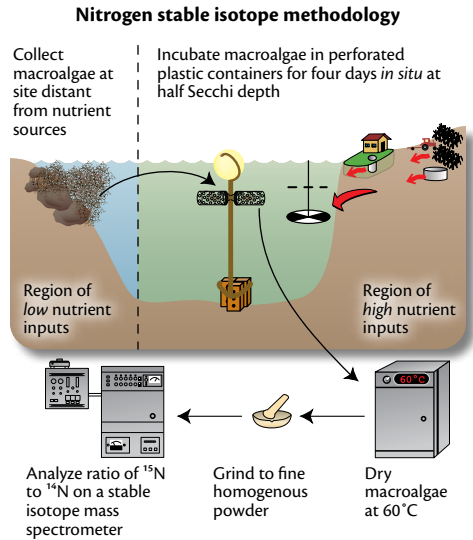 Nitrogen stable isotope methodology
Collect
macroalgae at
site distant
from nutrient
sources
Incubate macroalgae in perforated
plastic containers for four days in situ at
half Secchi depth
Region of
low nutrient
inputs
Region of
high nutrient
inputs
60°C
Analyze ratio of ¹⁵N
to ¹⁴N on a stable
isotope mass
spectrometer
Grind to fine
homogenous
powder
Dry
macroalgae
at 60°C